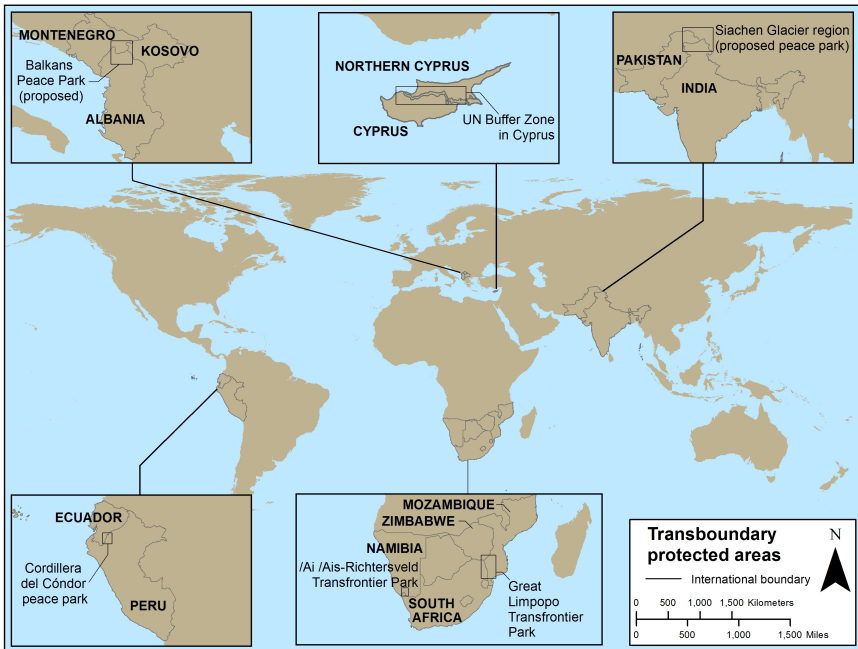 MONTENEGRO
KOSOVO
Balkans
Peace Park
(proposed)
ALBANIA
NORTHERN CYPRUS
UN Buffer Zone
in Cyprus
CYPRUS
Siachen Glacier region
(proposed peace park)
PAKISTAN
INDIA
ECUADOR
Cordillera
del Cóndor
peace park
PERU
MOZAMBIQUE
ZIMBABWE
NAMIBIA
/Ai /Ais-Richtersveld
Transfrontier Park
SOUTH
AFRICA
Great
Limpopo
Transfrontier
Park
Transboundary
protected areas
N
International boundary
0 500 1,000 1,500 Kilometers
0 500 1,000 1,500 Miles